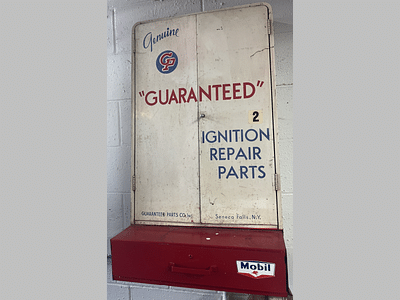 Genuine
GP
"GUARANTEED"
2
IGNITION
REPAIR
PARTS
GUARANTEED PARTS CO. INC.
Seneca Falls, N.Y.
Mobil